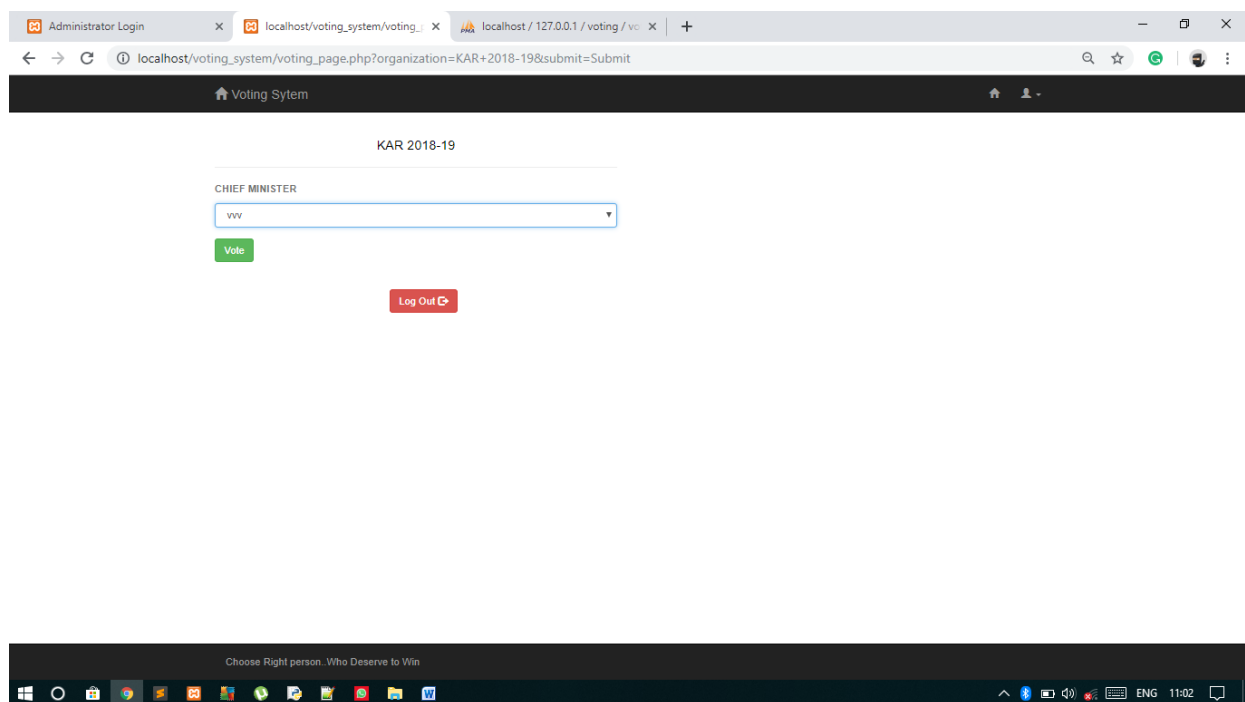 Administrator Login
localhost/voting_system/voting_
localhost / 127.0.0.1 / voting / vo
localhost/voting_system/voting_page.php?organization=KAR+2018-19&submit=Submit
Voting Sytem
KAR 2018-19
CHIEF MINISTER
vvv
Vote
Log Out
Choose Right person..Who Deserve to Win
ENG 11:02